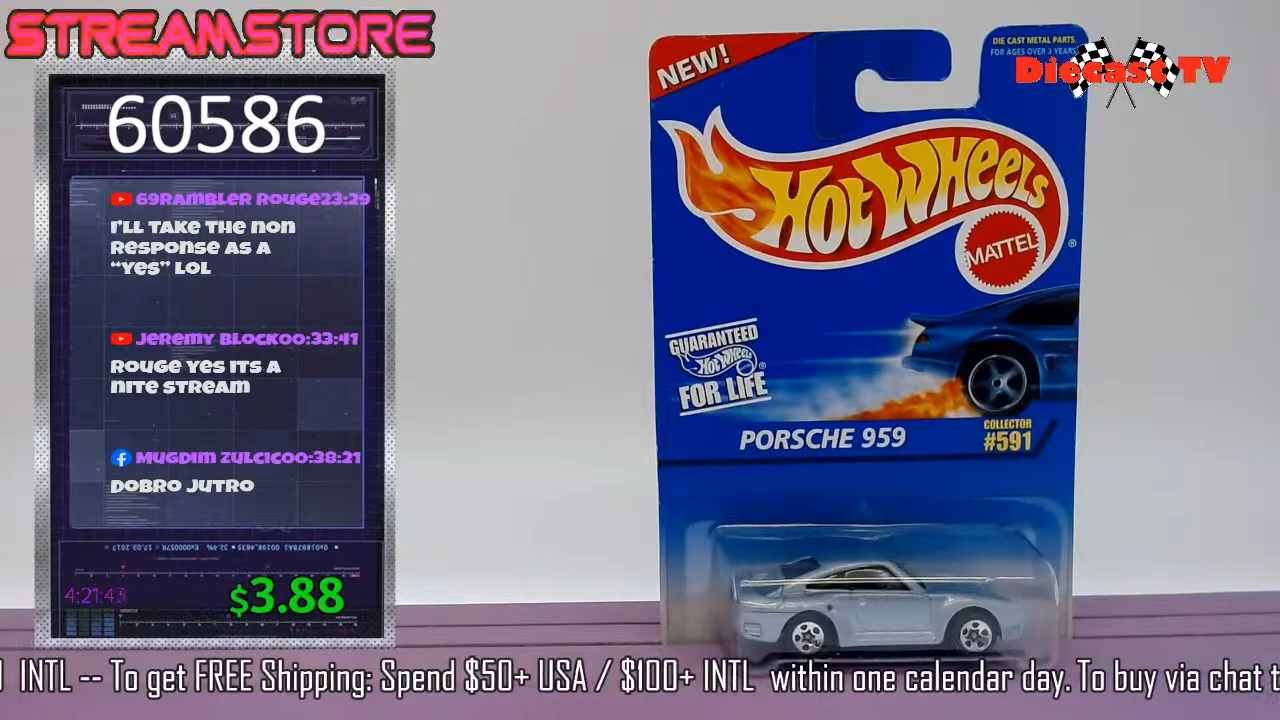 STREAMSTORE
60586
69RAMBLER ROUGE23:29
I'LL TAKE THE NON
RESPONSE AS A
“YES” LOL
JEREMY BLOCK00:33:41
ROUGE YES ITS A
NITE STREAM
MUGDIM ZULCIC00:38:21
DOBRO JUTRO
4:21:43
$3.88
NEW!
DIE CAST METAL PARTS.
FOR AGES OVER 3 YEARS
Diecast TV
HOT WHEELS
MATTEL
®
GUARANTEED
HOT WHEELS
FOR LIFE
PORSCHE 959
COLLECTOR
#591
INTL -- To get FREE Shipping: Spend $50+ USA / $100+ INTL within one calendar day. To buy via chat